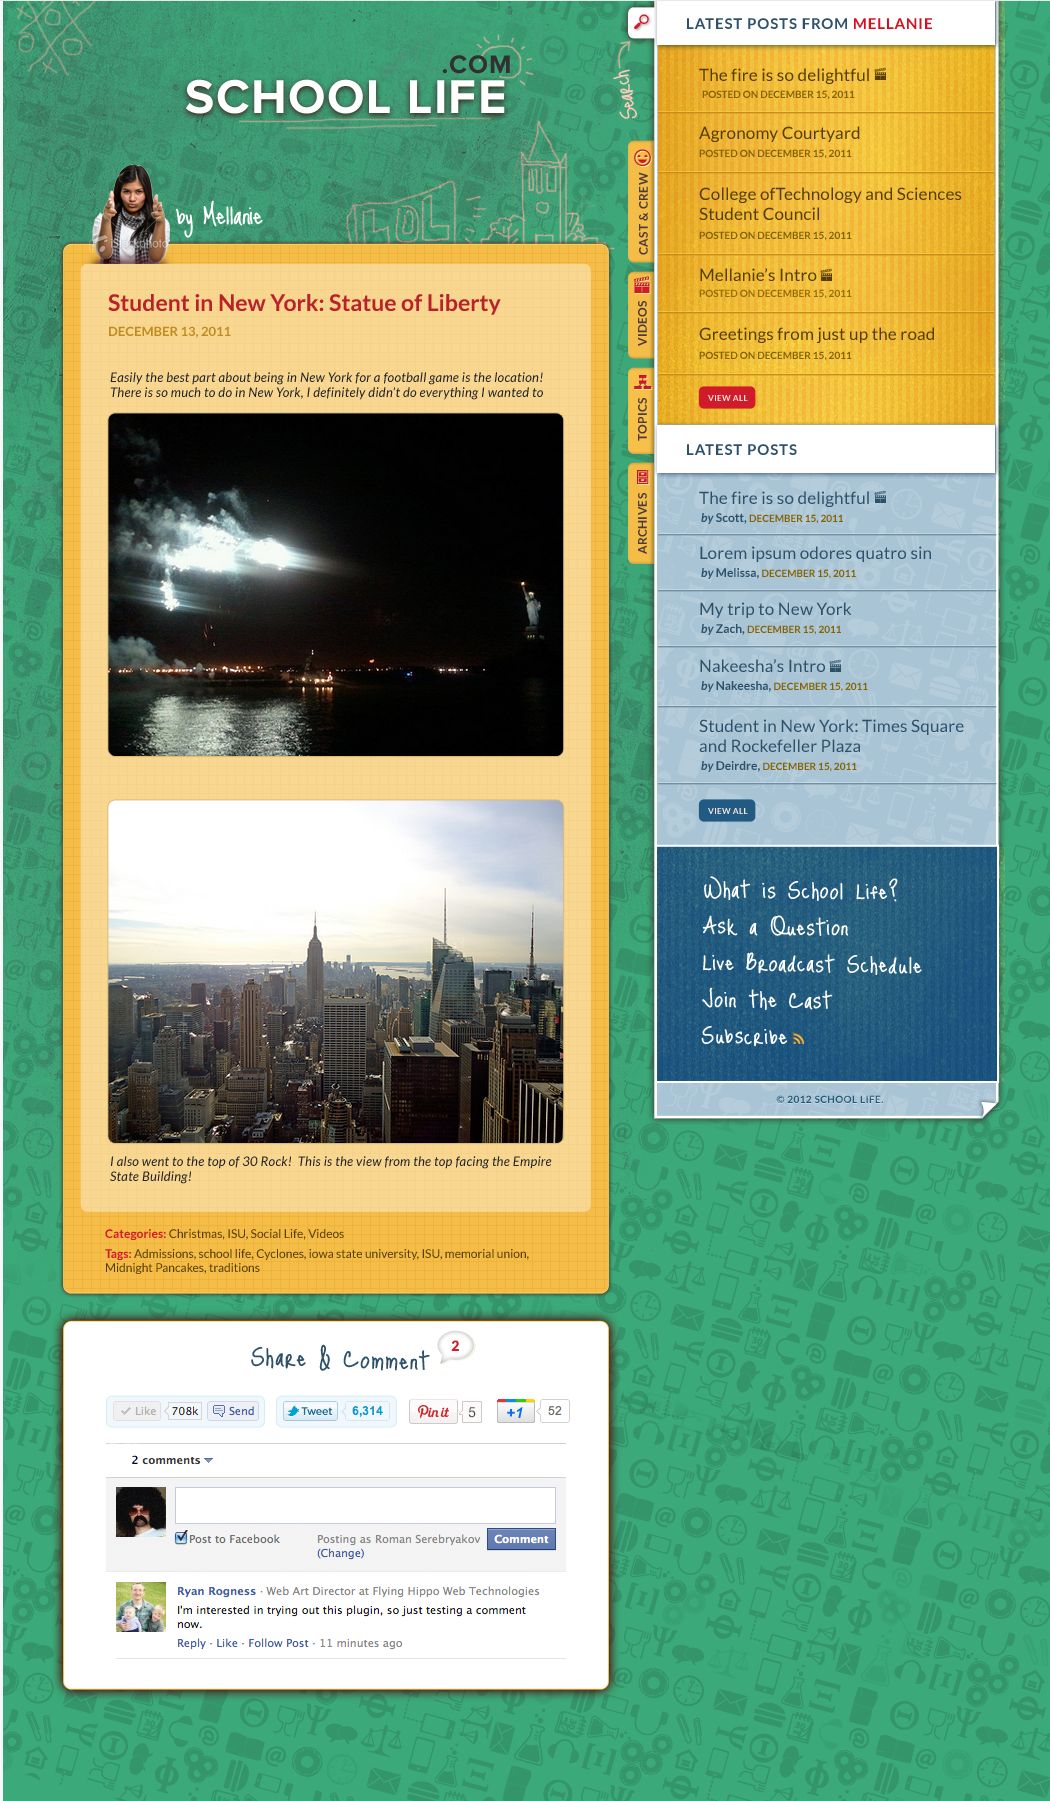 .COM
SCHOOL LIFE
by Mellanie
iStockphoto
LOL
Search
CAST & CREW
VIDEOS
TOPICS
ARCHIVES
Student in New York: Statue of Liberty
DECEMBER 13, 2011
Easily the best part about being in New York for a football game is the location!
There is so much to do in New York, I definitely didn't do everything I wanted to
I also went to the top of 30 Rock!  This is the view from the top facing the Empire
State Building!
Categories: Christmas, ISU, Social Life, Videos
Tags: Admissions, school life, Cyclones, iowa state university, ISU, memorial union,
Midnight Pancakes, traditions
Share & Comment
2
Like
708k
Send
Tweet
6,314
Pin it
5
+1
52
2 comments
Post to Facebook
Posting as Roman Serebryakov
(Change)
Comment
Ryan Rogness · Web Art Director at Flying Hippo Web Technologies
I'm interested in trying out this plugin, so just testing a comment
now.
Reply · Like · Follow Post · 11 minutes ago
LATEST POSTS FROM MELLANIE
The fire is so delightful
POSTED ON DECEMBER 15, 2011
Agronomy Courtyard
POSTED ON DECEMBER 15, 2011
College ofTechnology and Sciences
Student Council
POSTED ON DECEMBER 15, 2011
Mellanie's Intro
POSTED ON DECEMBER 15, 2011
Greetings from just up the road
POSTED ON DECEMBER 15, 2011
VIEW ALL
LATEST POSTS
The fire is so delightful
by Scott, DECEMBER 15, 2011
Lorem ipsum odores quatro sin
by Melissa, DECEMBER 15, 2011
My trip to New York
by Zach, DECEMBER 15, 2011
Nakeesha's Intro
by Nakeesha, DECEMBER 15, 2011
Student in New York: Times Square
and Rockefeller Plaza
by Deirdre, DECEMBER 15, 2011
VIEW ALL
What is School Life?
Ask a Question
Live Broadcast Schedule
Join the Cast
Subscribe
© 2012 SCHOOL LIFE.